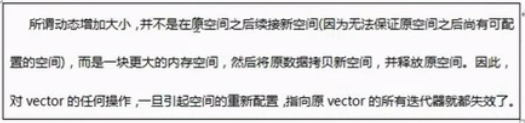 所谓动态增加大小，并不是在原空间之后续接新空间(因为无法保证原空间之后尚有可配
置的空间)，而是一块更大的内存空间，然后将原数据拷贝新空间，并释放原空间。因此，
对 vector 的任何操作，一旦引起空间的重新配置，指向原 vector 的所有迭代器就都失效了。